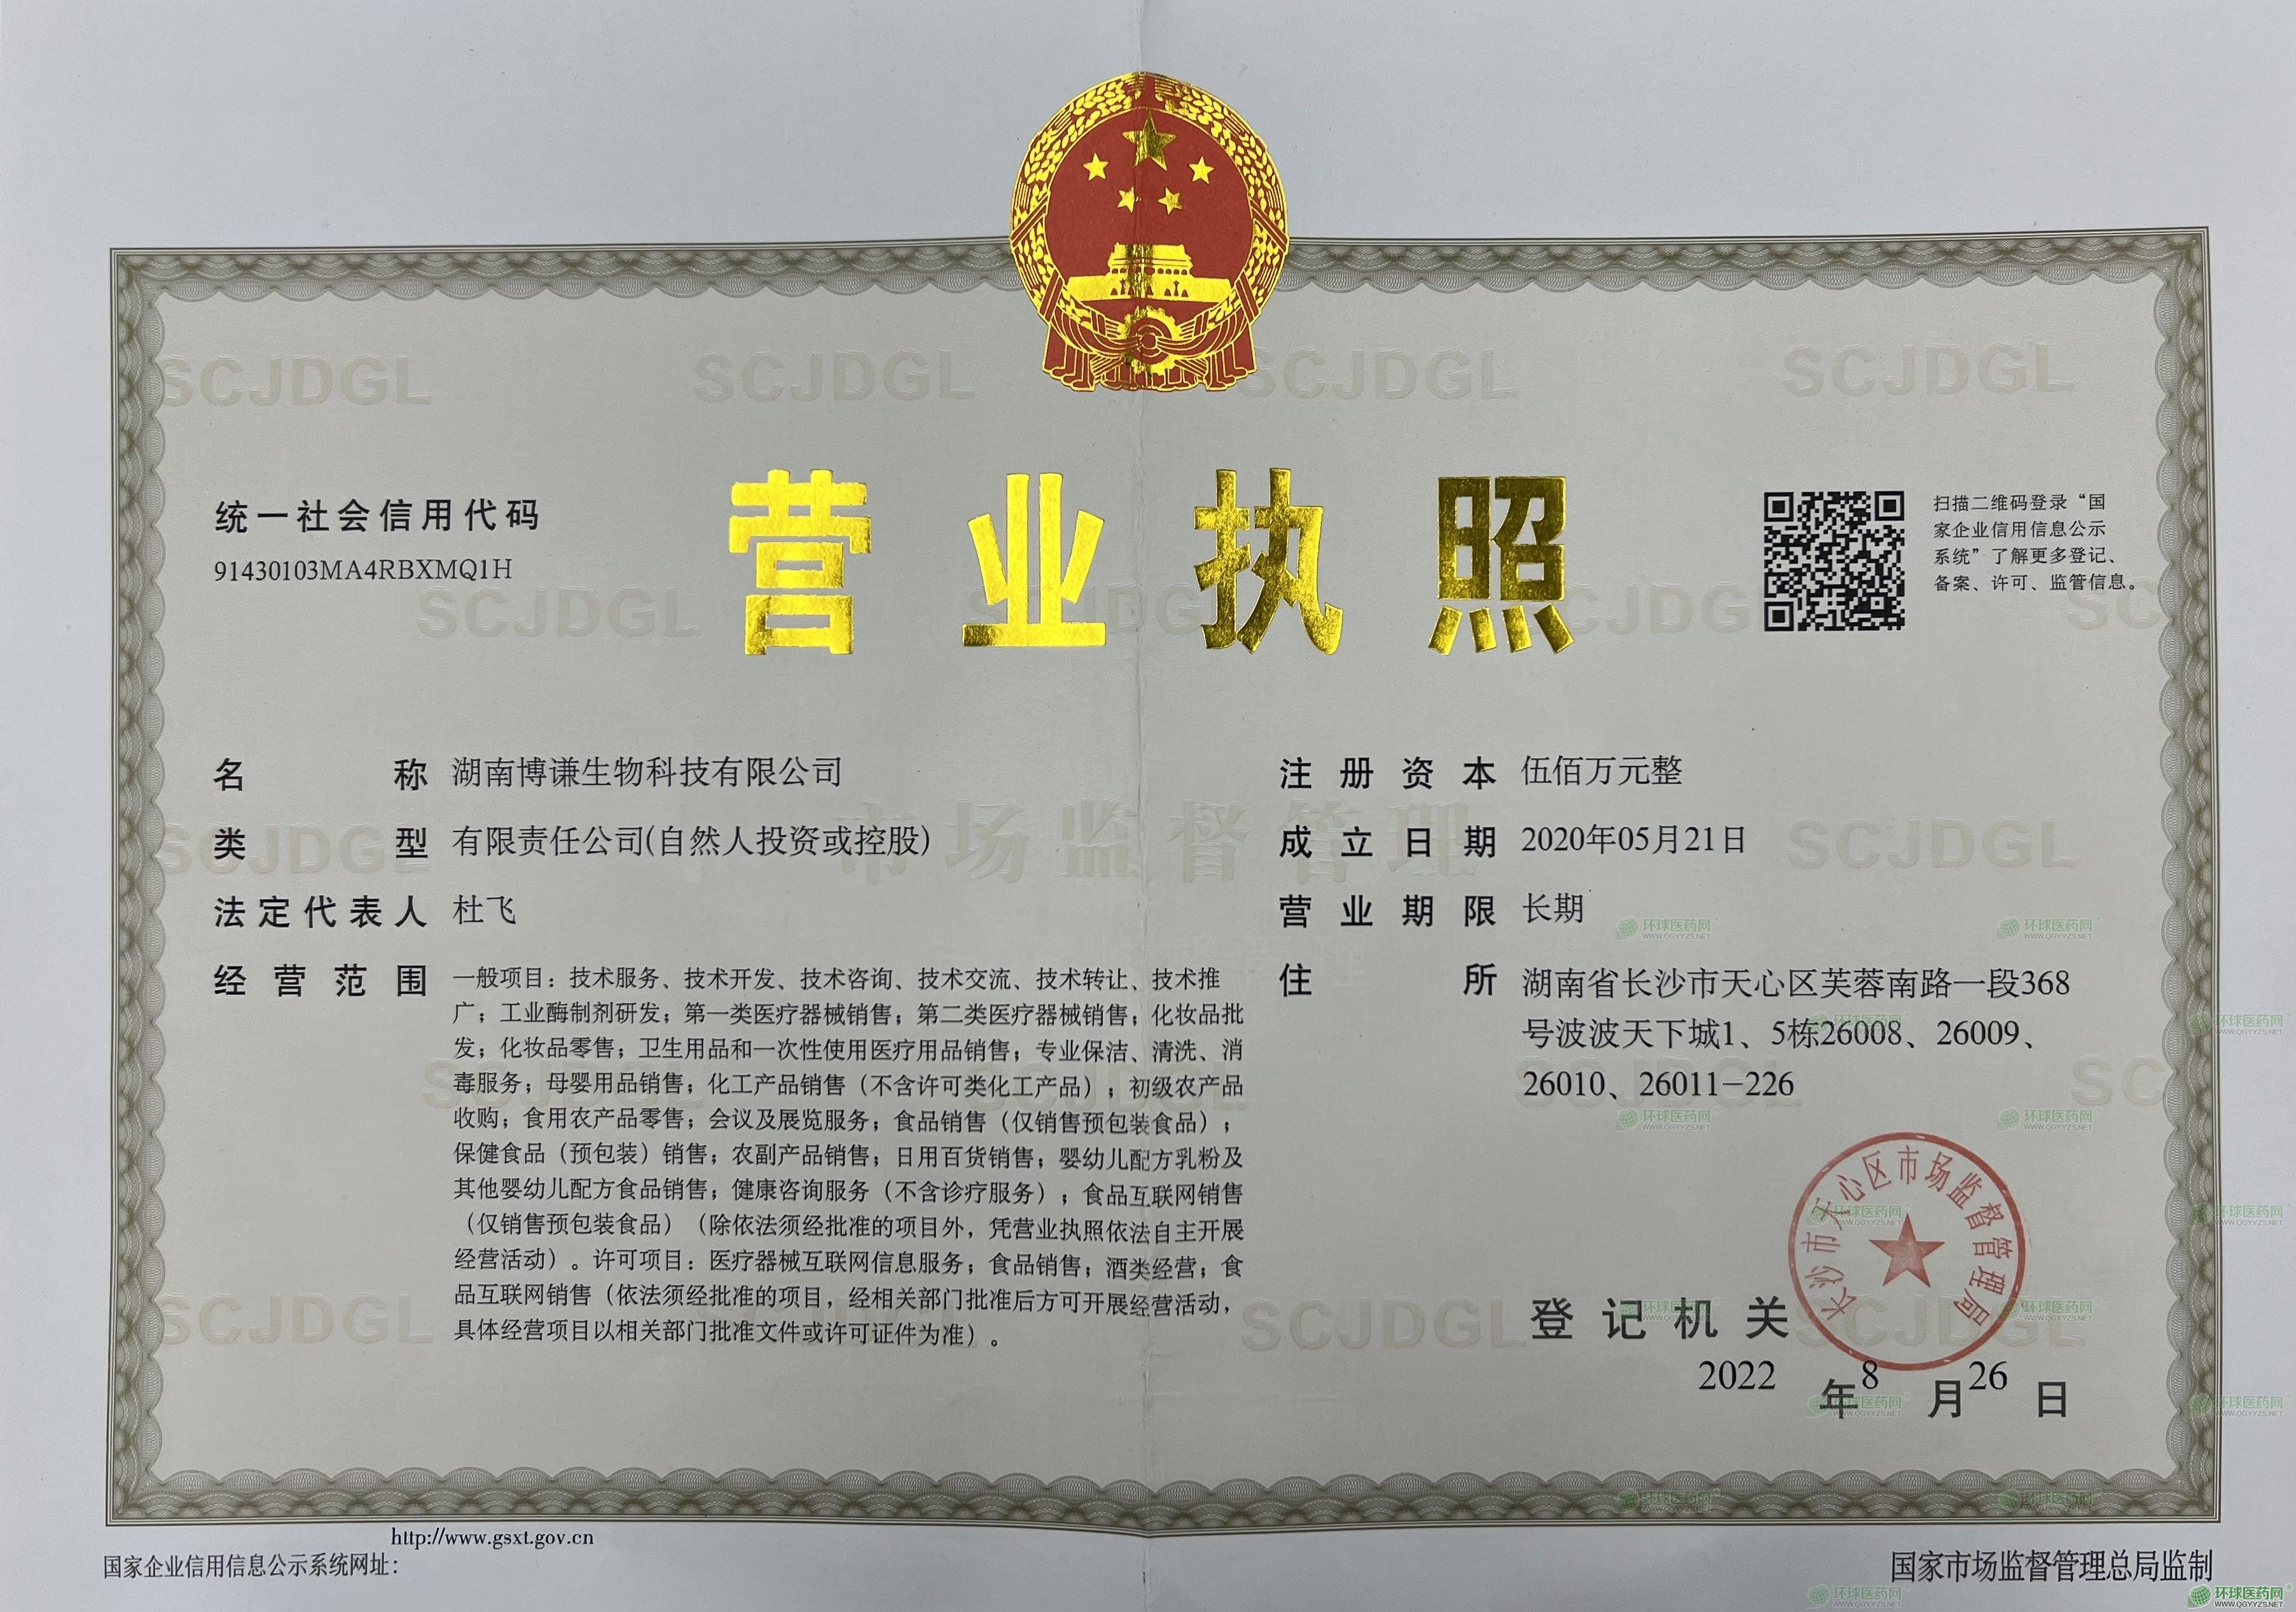 统一社会信用代码
91430103MA4RBXMQ1H
营业执照
扫描二维码登录“国
家企业信用信息公示
系统”了解更多登记、
备案、许可、监管信息。
名称 湖南博谦生物科技有限公司
类型 有限责任公司(自然人投资或控股)
法定代表人 杜飞
经营范围 一般项目：技术服务、技术开发、技术咨询、技术交流、技术转让、技术推
广；工业酶制剂研发；第一类医疗器械销售；第二类医疗器械销售；化妆品批
发；化妆品零售；卫生用品和一次性使用医疗用品销售；专业保洁、清洗、消
毒服务；母婴用品销售；化工产品销售（不含许可类化工产品）；初级农产品
收购；食用农产品零售；会议及展览服务；食品销售（仅销售预包装食品）；
保健食品（预包装）销售；农副产品销售；日用百货销售；婴幼儿配方乳粉及
其他婴幼儿配方食品销售；健康咨询服务（不含诊疗服务）；食品互联网销售
（仅销售预包装食品）（除依法须经批准的项目外，凭营业执照依法自主开展
经营活动）。许可项目：医疗器械互联网信息服务；食品销售；酒类经营；食
品互联网销售（依法须经批准的项目，经相关部门批准后方可开展经营活动，
具体经营项目以相关部门批准文件或许可证件为准）。
注册资本 伍佰万元整
成立日期 2020年05月21日
营业期限 长期
住所 湖南省长沙市天心区芙蓉南路一段368
号波波天下城1、5栋26008、26009、
26010、26011-226
长沙市天心区市场监督管理局
登记机关
2022年8月26日
http://www.gsxt.gov.cn
国家企业信用信息公示系统网址：
国家市场监督管理总局监制
SCJDGL
市场监督管理
环球医药网
WWW.QGYYZS.NET